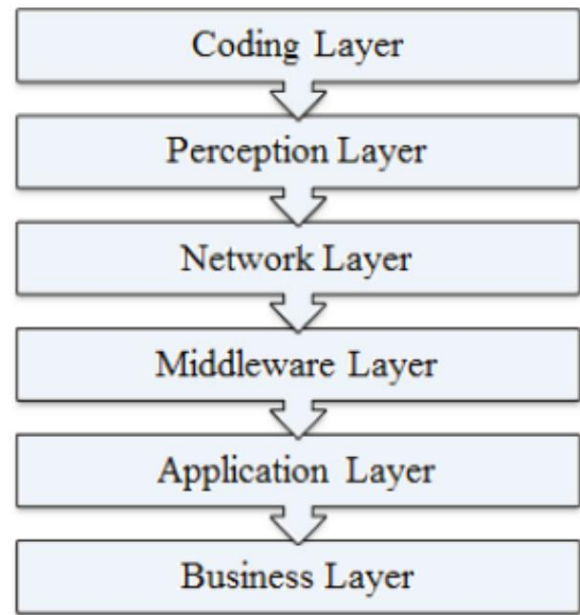 Coding Layer
Perception Layer
Network Layer
Middleware Layer
Application Layer
Business Layer